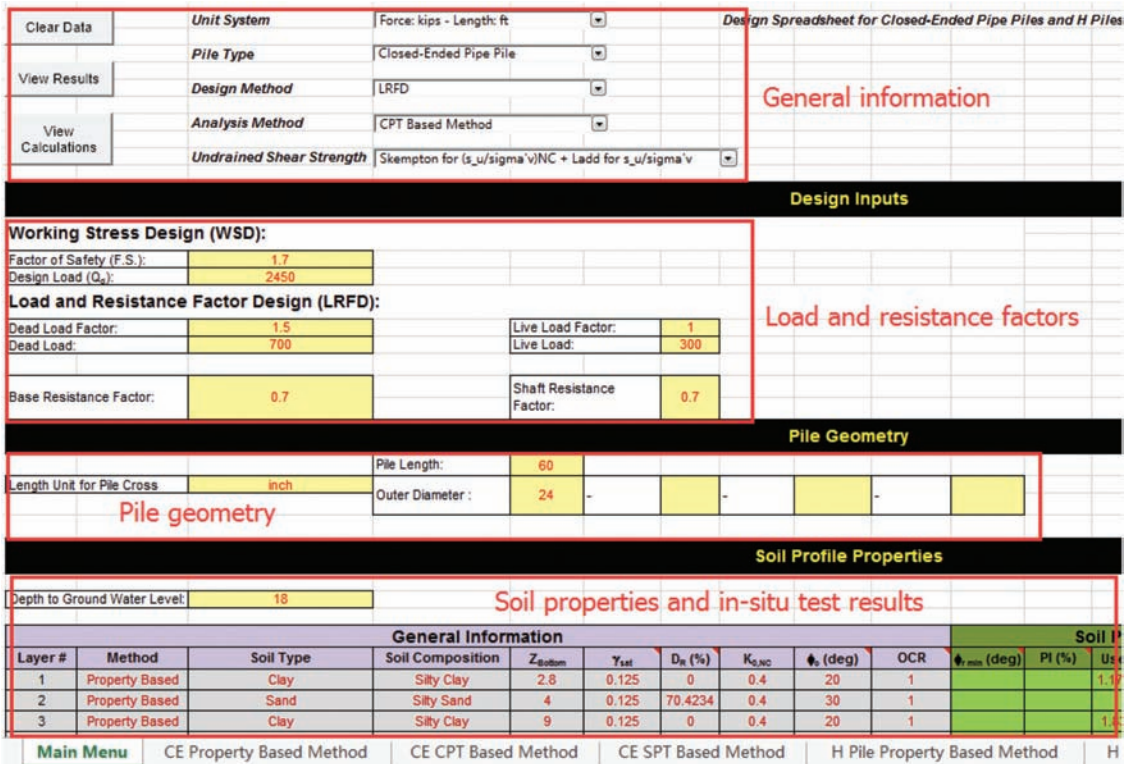 Clear Data
Unit System Force: kips - Length: ft
Design Spreadsheet for Closed-Ended Pipe Piles and H Piles
Pile Type Closed-Ended Pipe Pile
View Results
Design Method LRFD
General information
Analysis Method CPT Based Method
View
Calculations
Undrained Shear Strength Skempton for (s_u/sigma'v)NC + Ladd for s_u/sigma'v
Design Inputs
Working Stress Design (WSD):
Factor of Safety (F.S.): 1.7
Design Load (Qd): 2450
Load and Resistance Factor Design (LRFD):
Load and resistance factors
Dead Load Factor: 1.5 Live Load Factor: 1
Dead Load: 700 Live Load: 300
Base Resistance Factor: 0.7 Shaft Resistance
Factor: 0.7
Pile Geometry
Pile Length: 60
Length Unit for Pile Cross inch
Outer Diameter : 24 - - -
Pile geometry
Soil Profile Properties
Depth to Ground Water Level: 18
Soil properties and in-situ test results
General Information Soil P
Layer # Method Soil Type Soil Composition ZBottom γsat DR (%) K0,NC OCR PI (%)
1 Property Based Clay Silty Clay 2.8 0.125 0 0.4 20 1
2 Property Based Sand Silty Sand 4 0.125 70.4234 0.4 30 1
3 Property Based Clay Silty Clay 9 0.125 0 0.4 20 1
Main Menu CE Property Based Method CE CPT Based Method CE SPT Based Method H Pile Property Based Method H